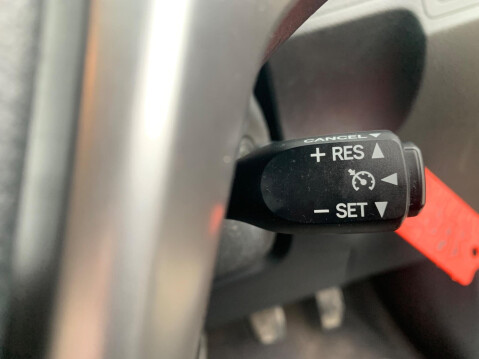 CANCEL ▼
+ RES ▲
◀
− SET ▼